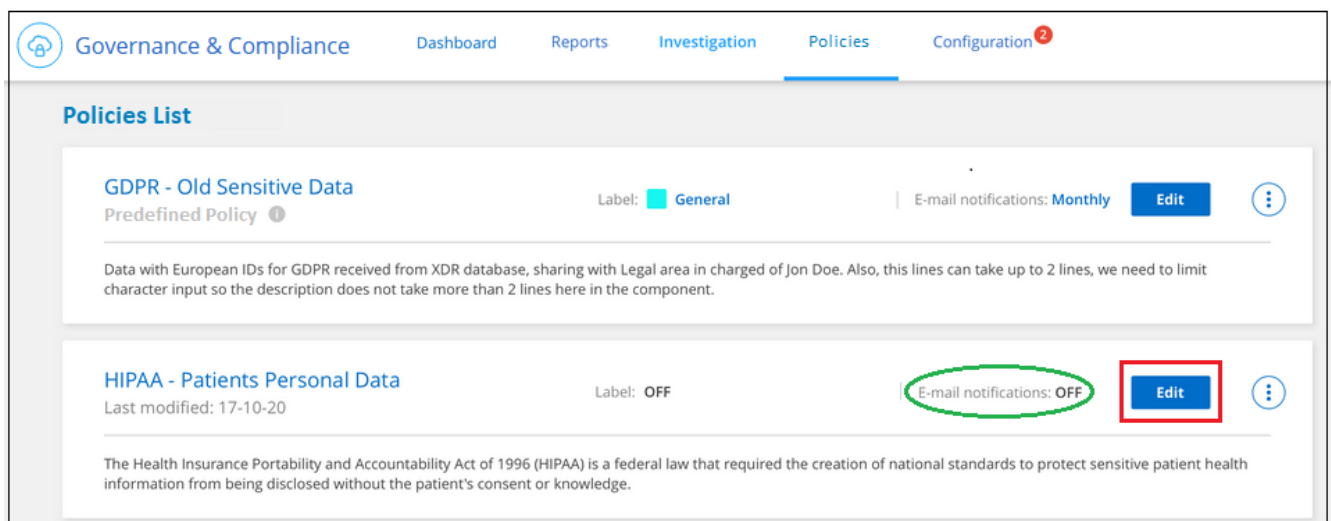 Governance & Compliance Dashboard Reports Investigation Policies Configuration 2
Policies List
GDPR - Old Sensitive Data Label: General E-mail notifications: Monthly Edit
Predefined Policy
Data with European IDs for GDPR received from XDR database, sharing with Legal area in charged of Jon Doe. Also, this lines can take up to 2 lines, we need to limit
character input so the description does not take more than 2 lines here in the component.
HIPAA - Patients Personal Data Label: OFF E-mail notifications: OFF Edit
Last modified: 17-10-20
The Health Insurance Portability and Accountability Act of 1996 (HIPAA) is a federal law that required the creation of national standards to protect sensitive patient health
information from being disclosed without the patient's consent or knowledge.